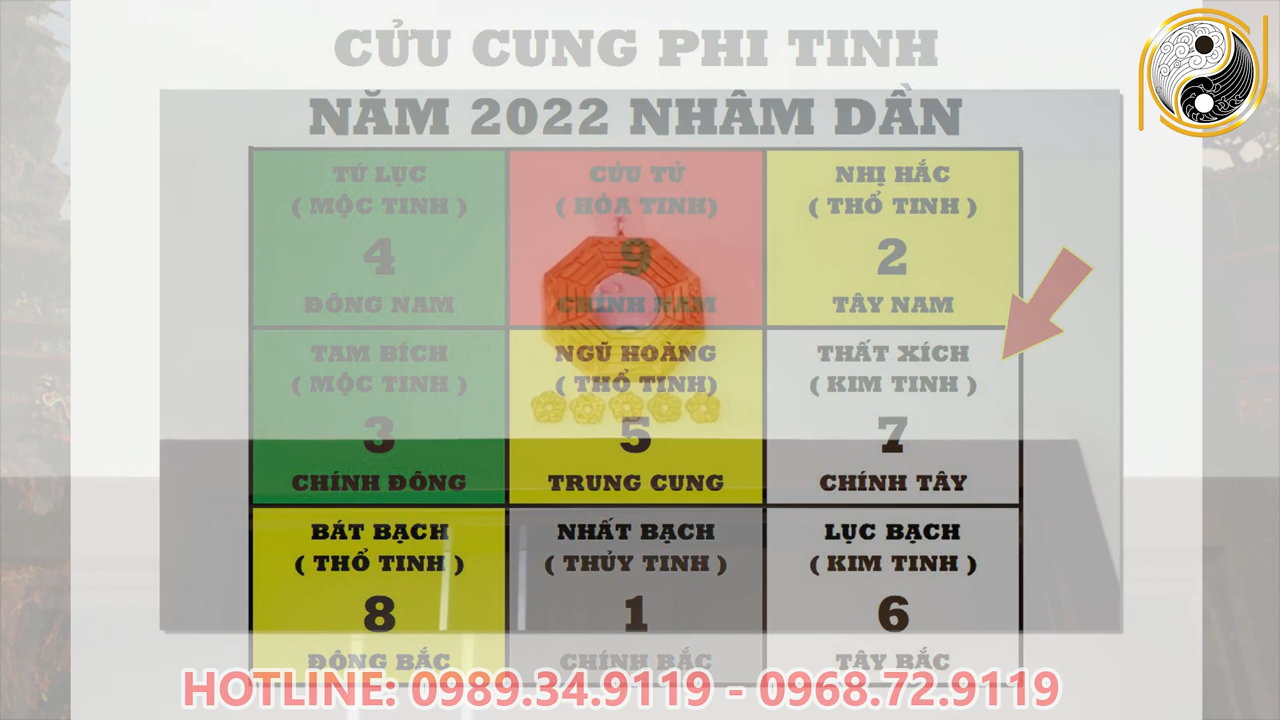 CỬU CUNG PHI TINH
NĂM 2022 NHÂM DẦN
TỨ LỤC
( MỘC TINH )
4
ĐÔNG NAM
CỬU TỬ
( HỎA TINH)
9
CHÍNH NAM
NHỊ HẮC
( THỔ TINH )
2
TÂY NAM
TAM BÍCH
( MỘC TINH )
3
CHÍNH ĐÔNG
NGŨ HOÀNG
( THỔ TINH)
5
TRUNG CUNG
THẤT XÍCH
( KIM TINH )
7
CHÍNH TÂY
BÁT BẠCH
( THỔ TINH )
8
ĐÔNG BẮC
NHẤT BẠCH
( THỦY TINH )
1
CHÍNH BẮC
LỤC BẠCH
( KIM TINH )
6
TÂY BẮC
HOTLINE: 0989.34.9119 - 0968.72.9119